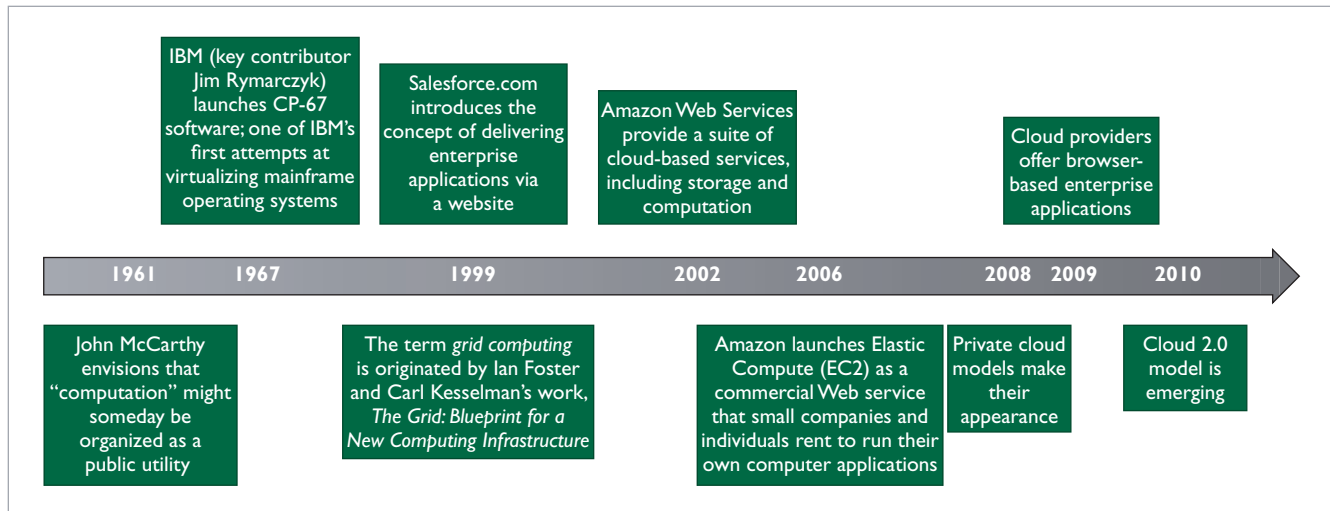 IBM (key contributor
Jim Rymarczyk)
launches CP-67
software; one of IBM’s
first attempts at
virtualizing mainframe
operating systems
Salesforce.com
introduces the
concept of delivering
enterprise
applications via
a website
Amazon Web Services
provide a suite of
cloud-based services,
including storage and
computation
Cloud providers
offer browser-
based enterprise
applications
1961 1967 1999 2002 2006 2008 2009 2010
John McCarthy
envisions that
“computation” might
someday be
organized as a
public utility
The term grid computing
is originated by Ian Foster
and Carl Kesselman’s work,
The Grid: Blueprint for a
New Computing Infrastructure
Amazon launches Elastic
Compute (EC2) as a
commercial Web service
that small companies and
individuals rent to run their
own computer applications
Private cloud
models make
their
appearance
Cloud 2.0
model is
emerging